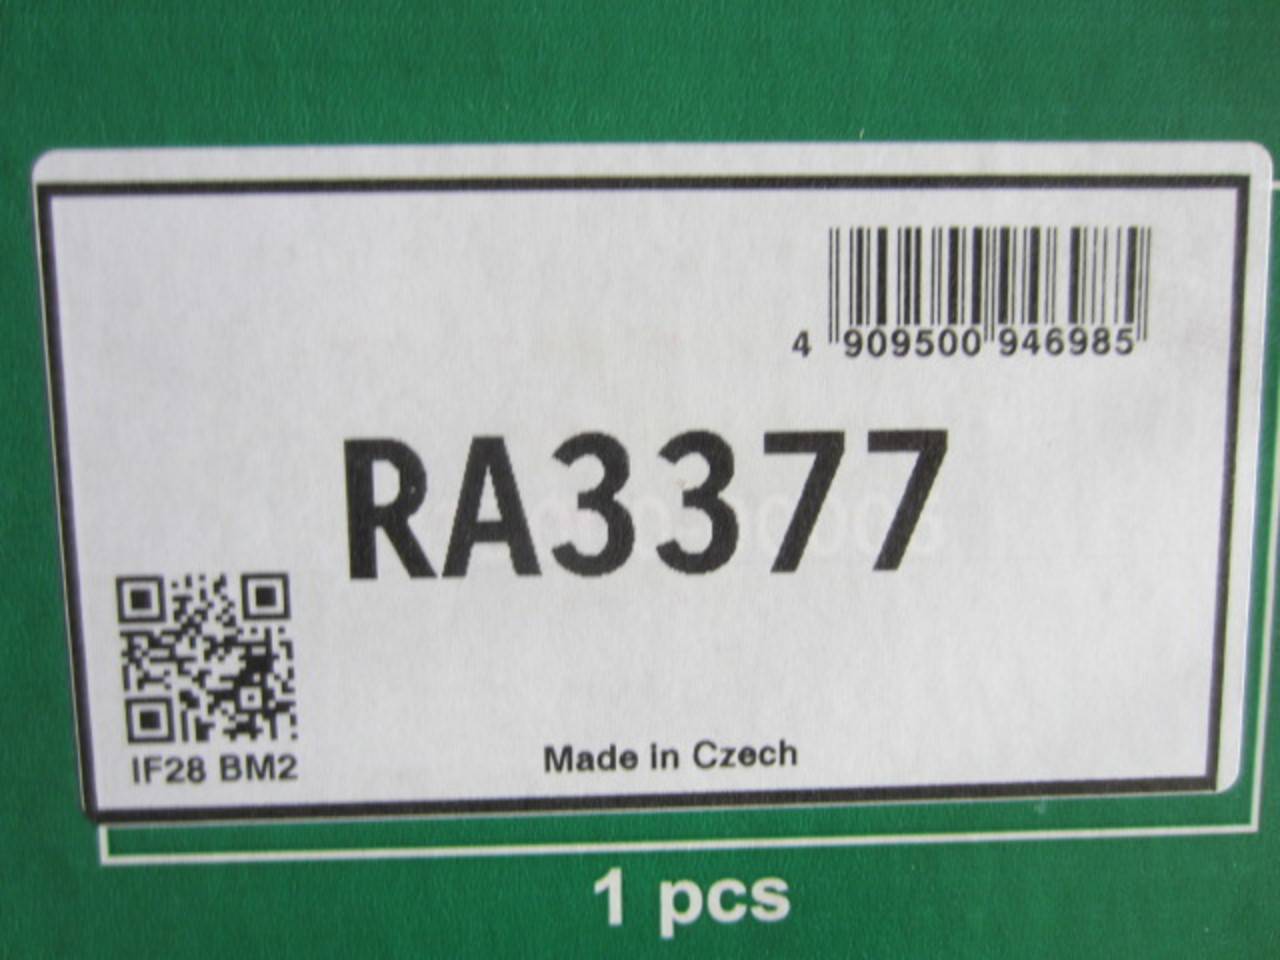 4 909500 946985
RA3377
IF28 BM2
Made in Czech
1 pcs